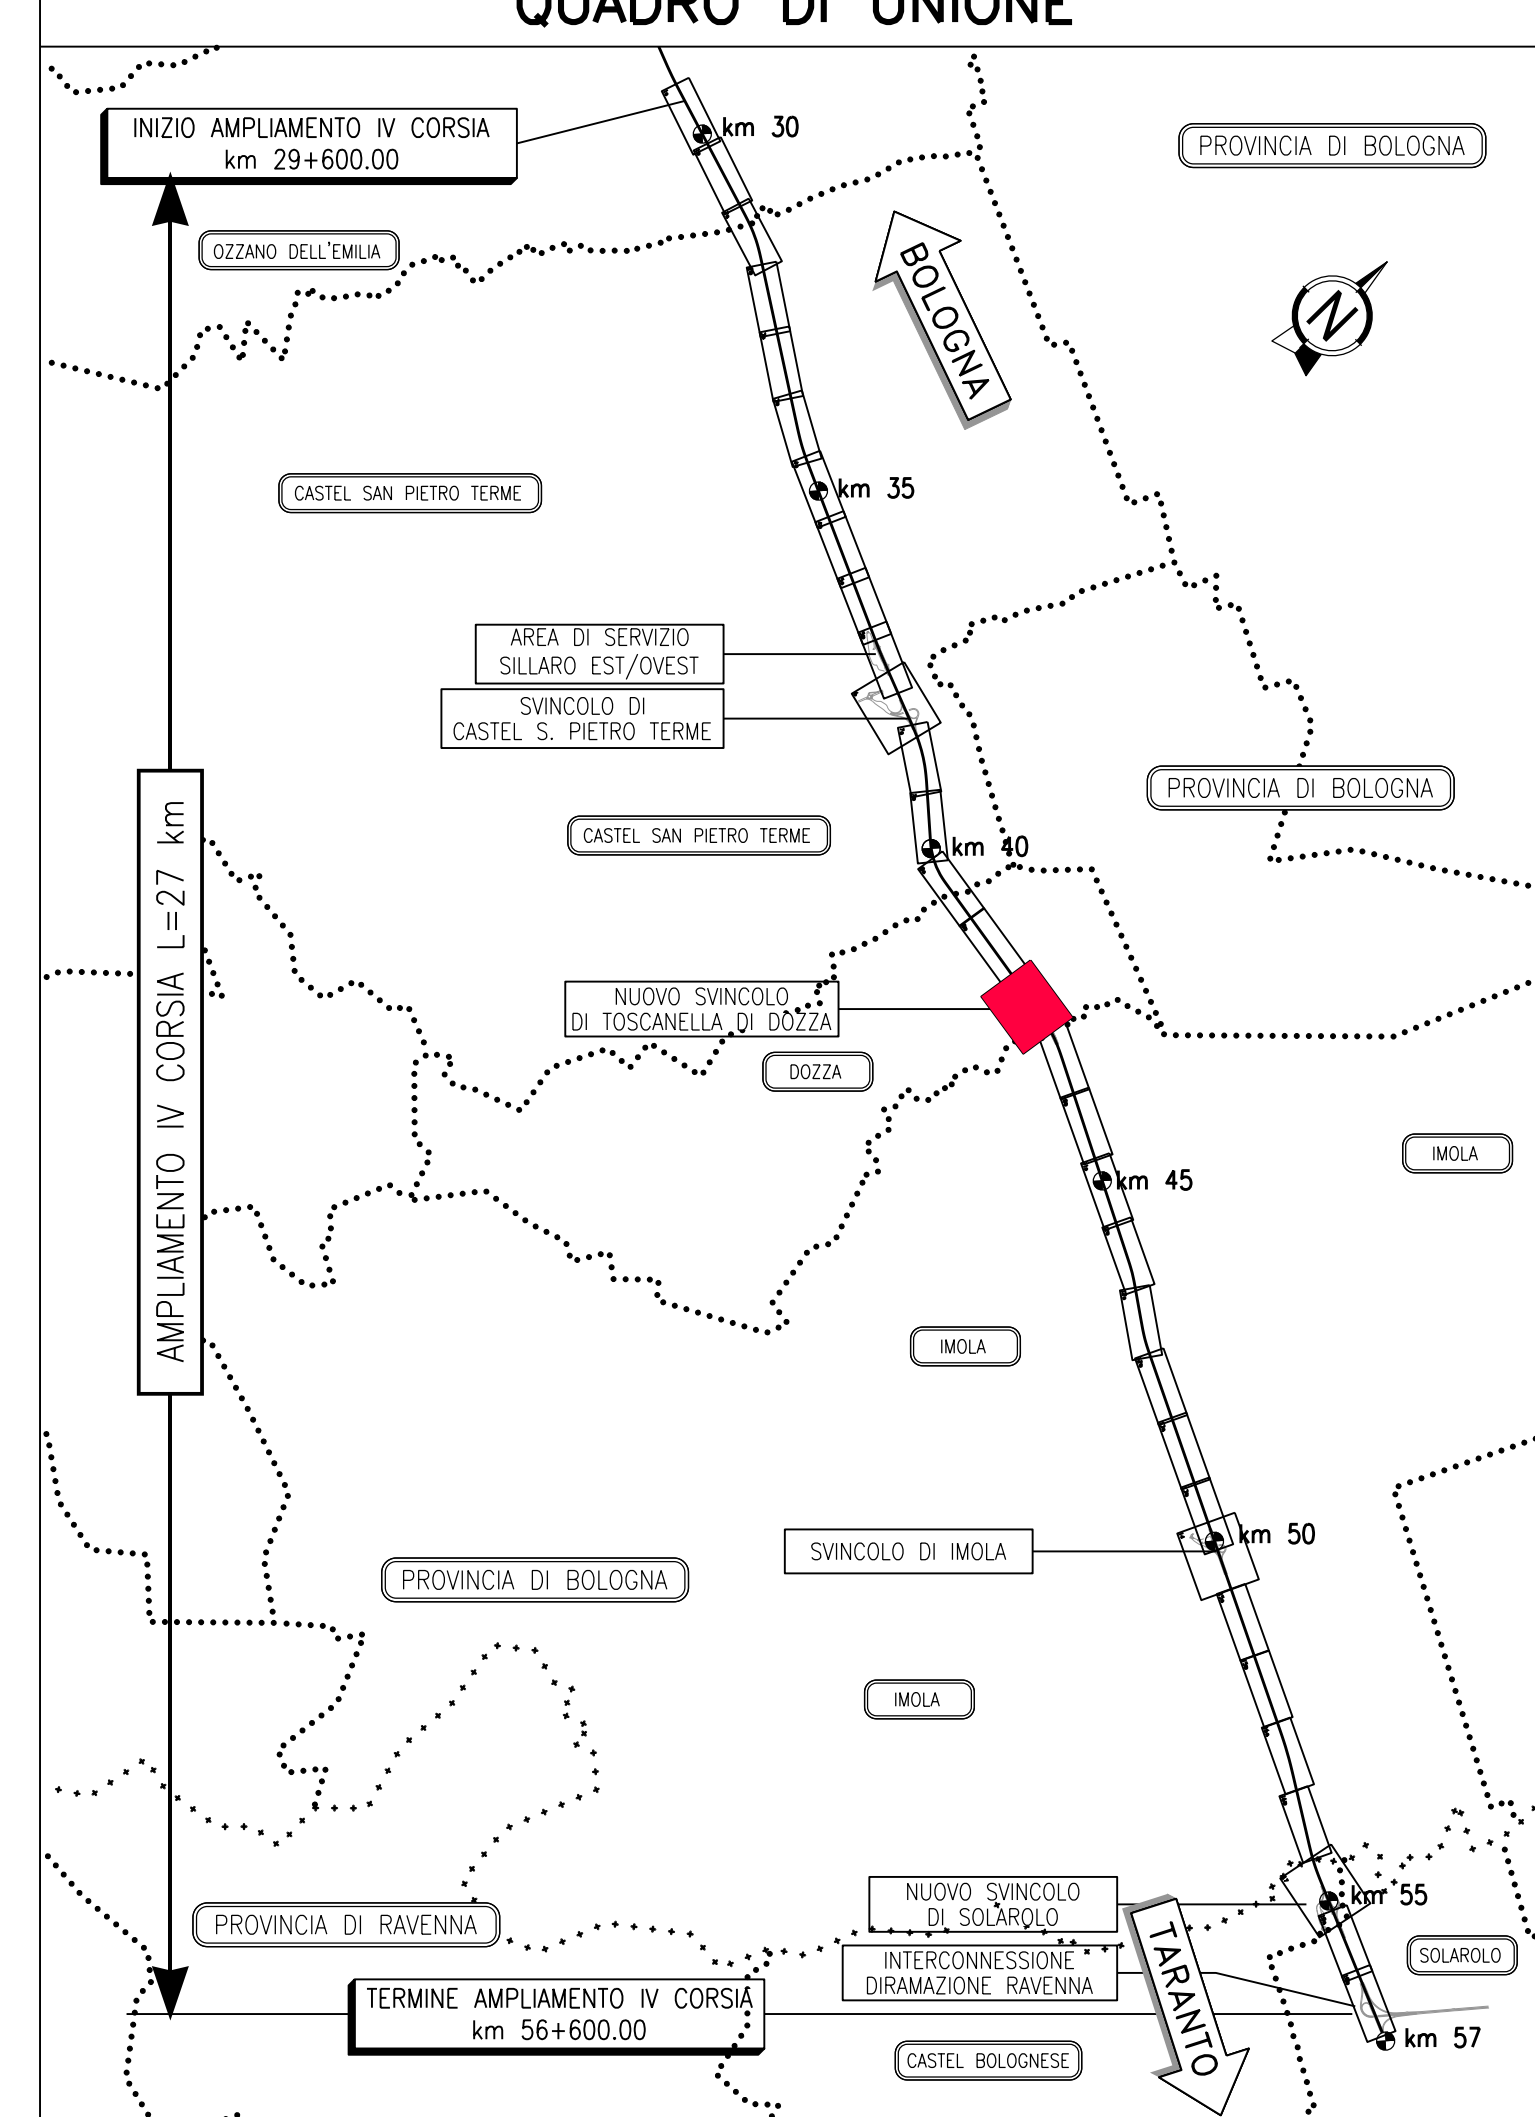 QUADRO DI UNIONE
INIZIO AMPLIAMENTO IV CORSIA
km 29+600.00
km 30
PROVINCIA DI BOLOGNA
OZZANO DELL'EMILIA
BOLOGNA
N
CASTEL SAN PIETRO TERME
km 35
AREA DI SERVIZIO
SILLARO EST/OVEST
SVINCOLO DI
CASTEL S. PIETRO TERME
PROVINCIA DI BOLOGNA
CASTEL SAN PIETRO TERME
km 40
AMPLIAMENTO IV CORSIA L=27 km
NUOVO SVINCOLO
DI TOSCANELLA DI DOZZA
DOZZA
IMOLA
km 45
IMOLA
km 50
SVINCOLO DI IMOLA
PROVINCIA DI BOLOGNA
IMOLA
NUOVO SVINCOLO
DI SOLAROLO
km 55
PROVINCIA DI RAVENNA
INTERCONNESSIONE
DIRAMAZIONE RAVENNA
SOLAROLO
TARANTO
TERMINE AMPLIAMENTO IV CORSIA
km 56+600.00
km 57
CASTEL BOLOGNESE